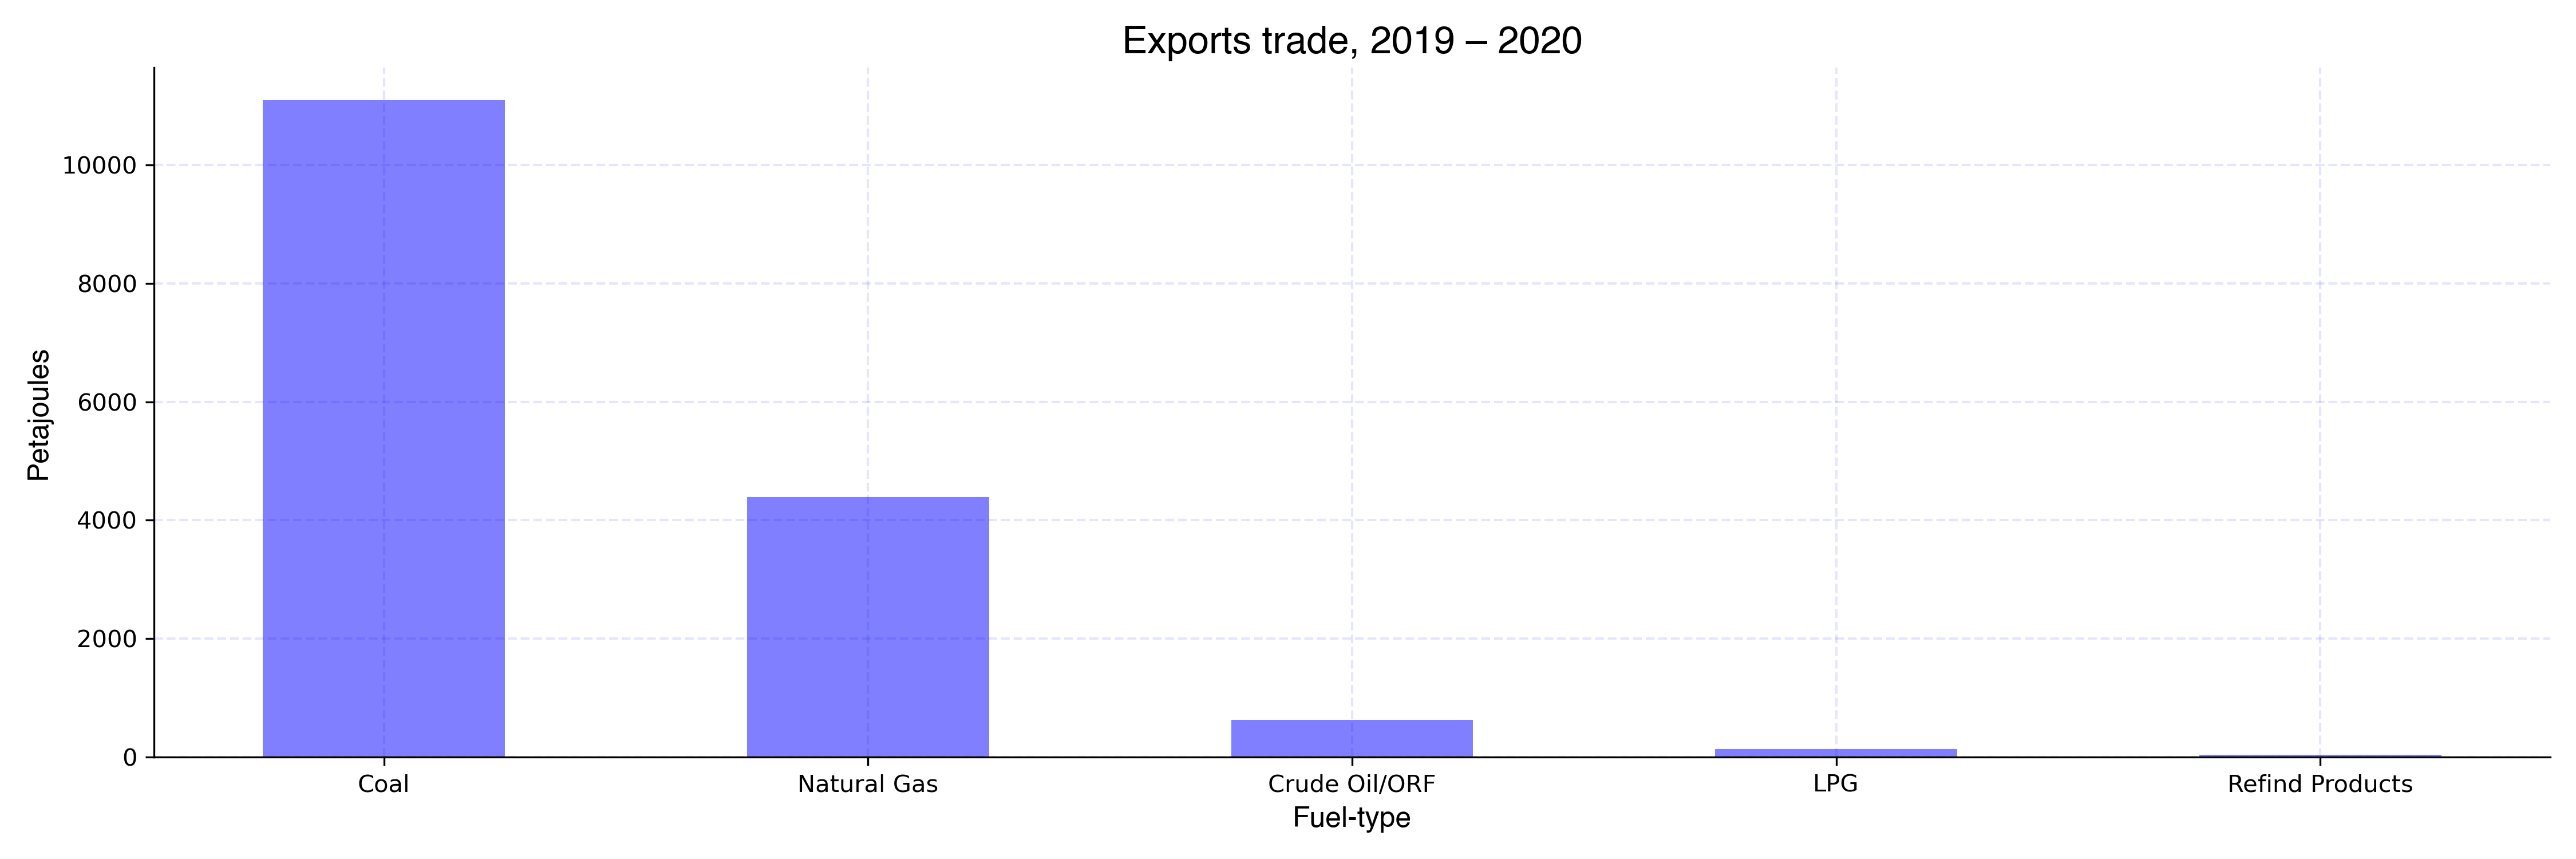 Exports trade, 2019 – 2020
Petajoules
10000
8000
6000
4000
2000
0
Coal
Natural Gas
Crude Oil/ORF
LPG
Refind Products
Fuel-type